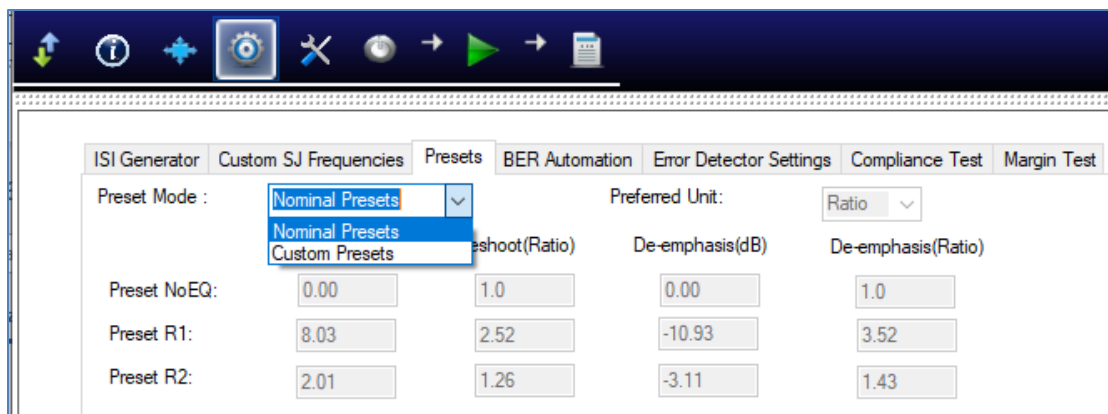 ISI Generator Custom SJ Frequencies Presets BER Automation Error Detector Settings Compliance Test Margin Test
Preset Mode : Nominal Presets Preferred Unit: Ratio
Nominal Presets
Custom Presets
eshoot(Ratio) De-emphasis(dB) De-emphasis(Ratio)
Preset NoEQ: 0.00 1.0 0.00 1.0
Preset R1: 8.03 2.52 -10.93 3.52
Preset R2: 2.01 1.26 -3.11 1.43